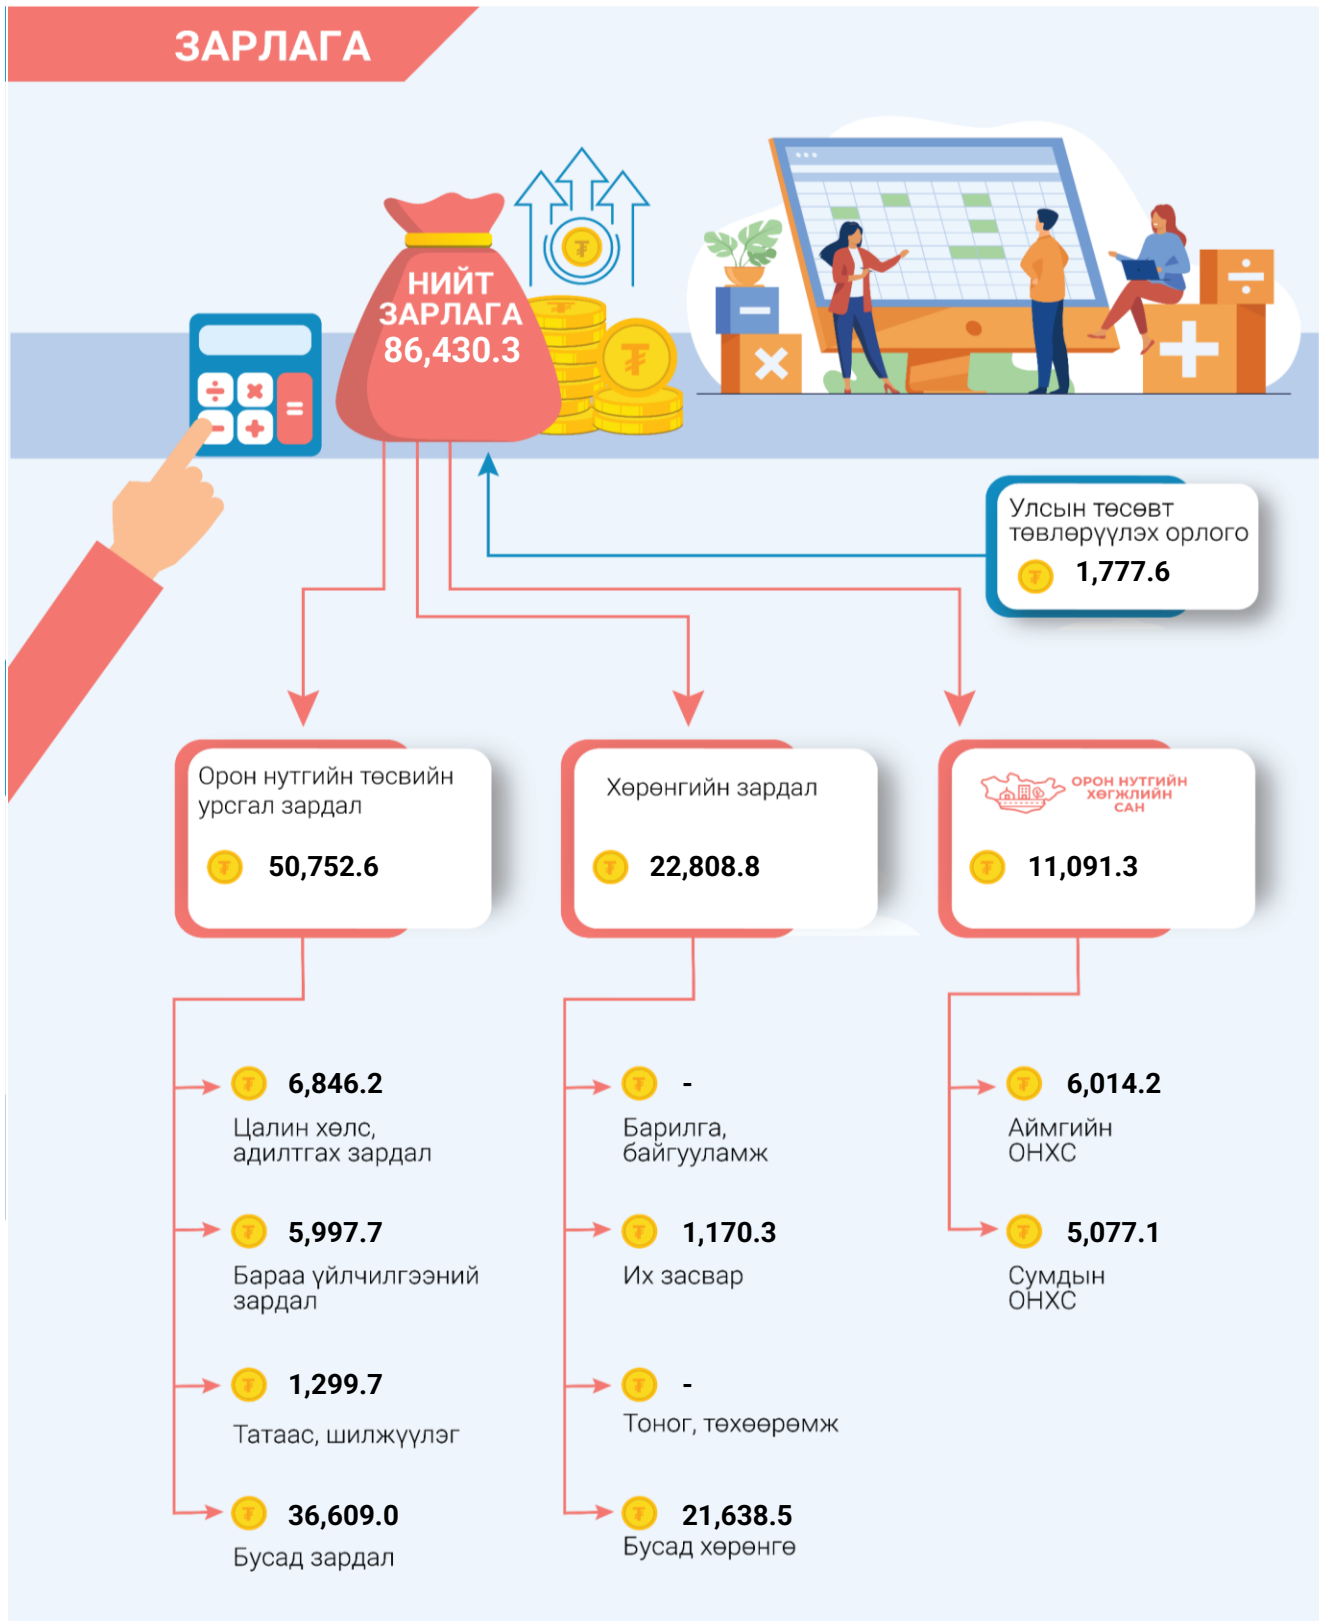 ЗАРЛАГА
НИЙТ
ЗАРЛАГА
86,430.3
Улсын төсөвт
төвлөрүүлэх орлого
1,777.6
Орон нутгийн төсвийн
урсгал зардал
50,752.6
Хөрөнгийн зардал
22,808.8
ОРОН НУТГИЙН
ХӨГЖЛИЙН
САН
11,091.3
6,846.2
Цалин хөлс,
адилтгах зардал
5,997.7
Бараа үйлчилгээний
зардал
1,299.7
Татаас, шилжүүлэг
36,609.0
Бусад зардал
-
Барилга,
байгууламж
1,170.3
Их засвар
-
Тоног, төхөөрөмж
21,638.5
Бусад хөрөнгө
6,014.2
Аймгийн
ОНХС
5,077.1
Сумдын
ОНХС